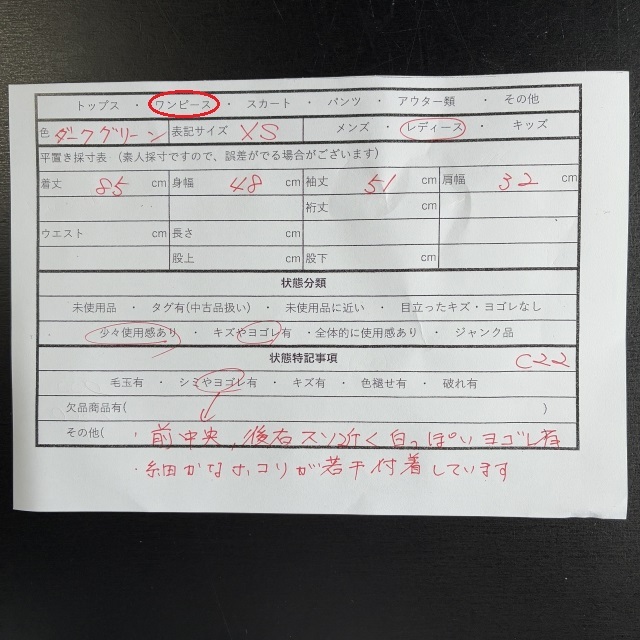 トップス ・ ワンピース ・ スカート ・ パンツ ・ アウター類 ・ その他
色 ダークグリーン 表記サイズ XS メンズ ・ レディース ・ キッズ
平置き採寸表 (素人採寸ですので、誤差がでる場合がございます)
着丈 85 cm 身幅 48 cm 袖丈 51 cm 肩幅 32 cm
裄丈 cm
ウエスト cm 長さ cm
股上 cm 股下 cm
状態分類
未使用品 ・ タグ有(中古品扱い) ・ 未使用品に近い ・ 目立ったキズ・ヨゴレなし
少々使用感あり ・ キズやヨゴレ有 ・全体的に使用感あり ・ ジャンク品
状態特記事項 C22
毛玉有 ・ シミやヨゴレ有 ・ キズ有 ・ 色褪せ有 ・ 破れ有
欠品商品有( )
その他( ・前中央、後右スソ近く白っぽいヨゴレ有
・細かなホコリが若干付着しています